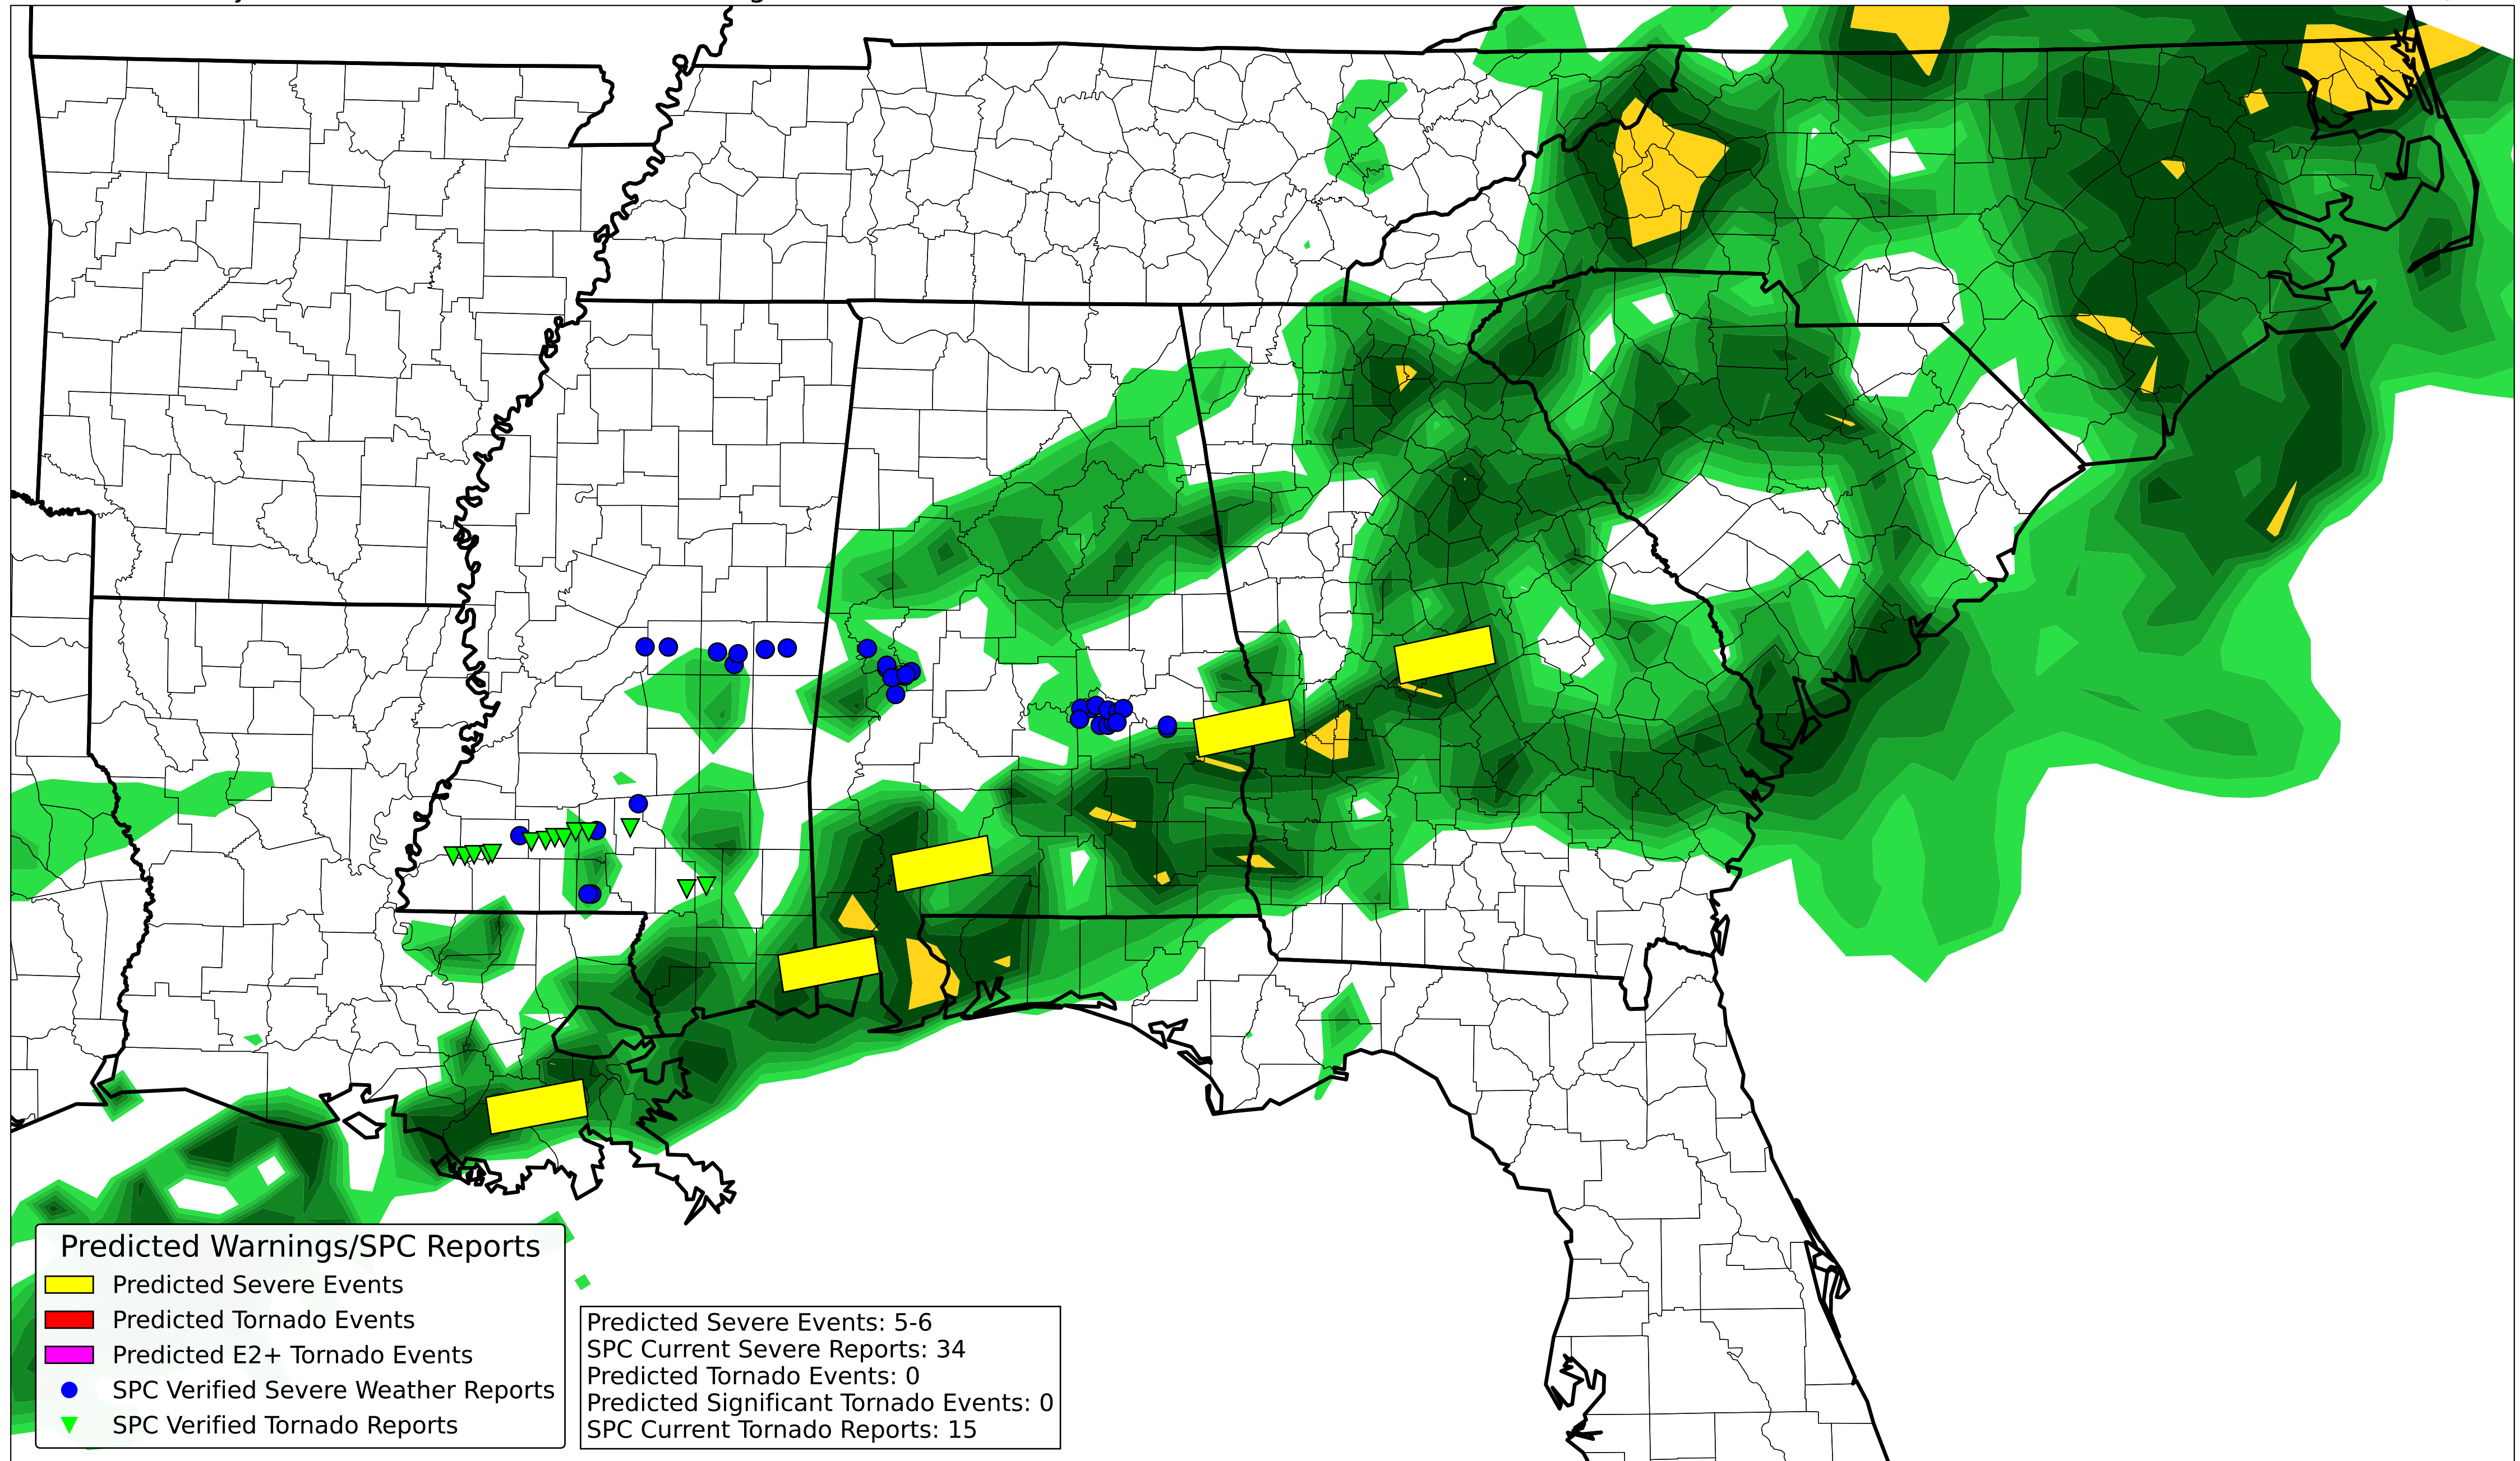 Predicted Warnings/SPC Reports
Predicted Severe Events
Predicted Tornado Events
Predicted E2+ Tornado Events
SPC Verified Severe Weather Reports
SPC Verified Tornado Reports
Predicted Severe Events: 5-6
SPC Current Severe Reports: 34
Predicted Tornado Events: 0
Predicted Significant Tornado Events: 0
SPC Current Tornado Reports: 15